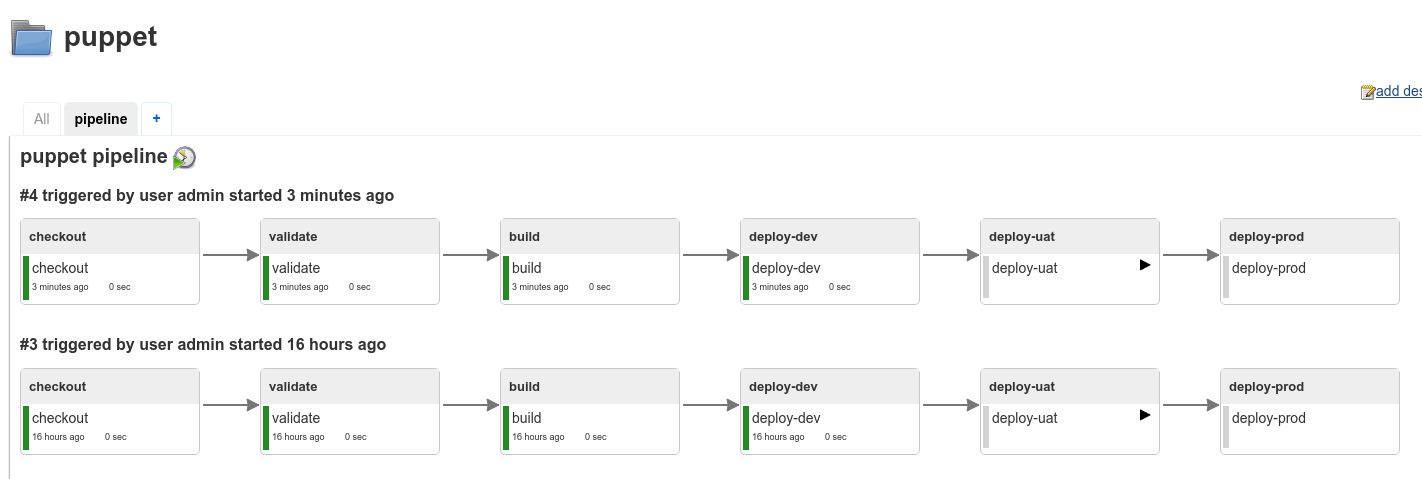 puppet
add des
All
pipeline
+
puppet pipeline
#4 triggered by user admin started 3 minutes ago
checkout validate build deploy-dev deploy-uat deploy-prod
checkout validate build deploy-dev deploy-uat deploy-prod
3 minutes ago 0 sec 3 minutes ago 0 sec 3 minutes ago 0 sec 3 minutes ago 0 sec
#3 triggered by user admin started 16 hours ago
checkout validate build deploy-dev deploy-uat deploy-prod
checkout validate build deploy-dev deploy-uat deploy-prod
16 hours ago 0 sec 16 hours ago 0 sec 16 hours ago 0 sec 16 hours ago 0 sec